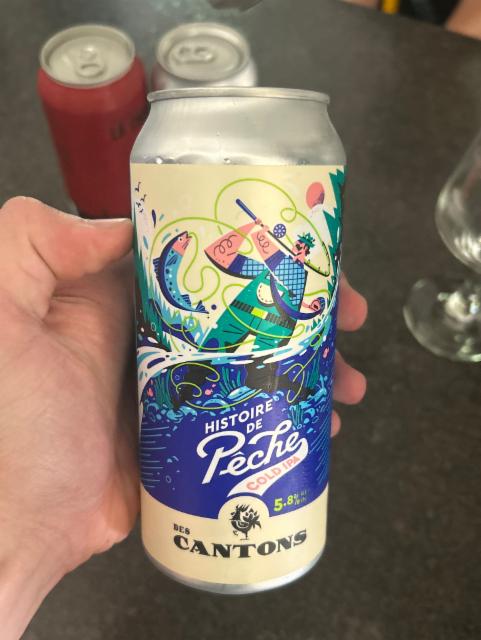 HISTOIRE
DE
Pêche
COLD IPA
5.8%
DES
CANTONS